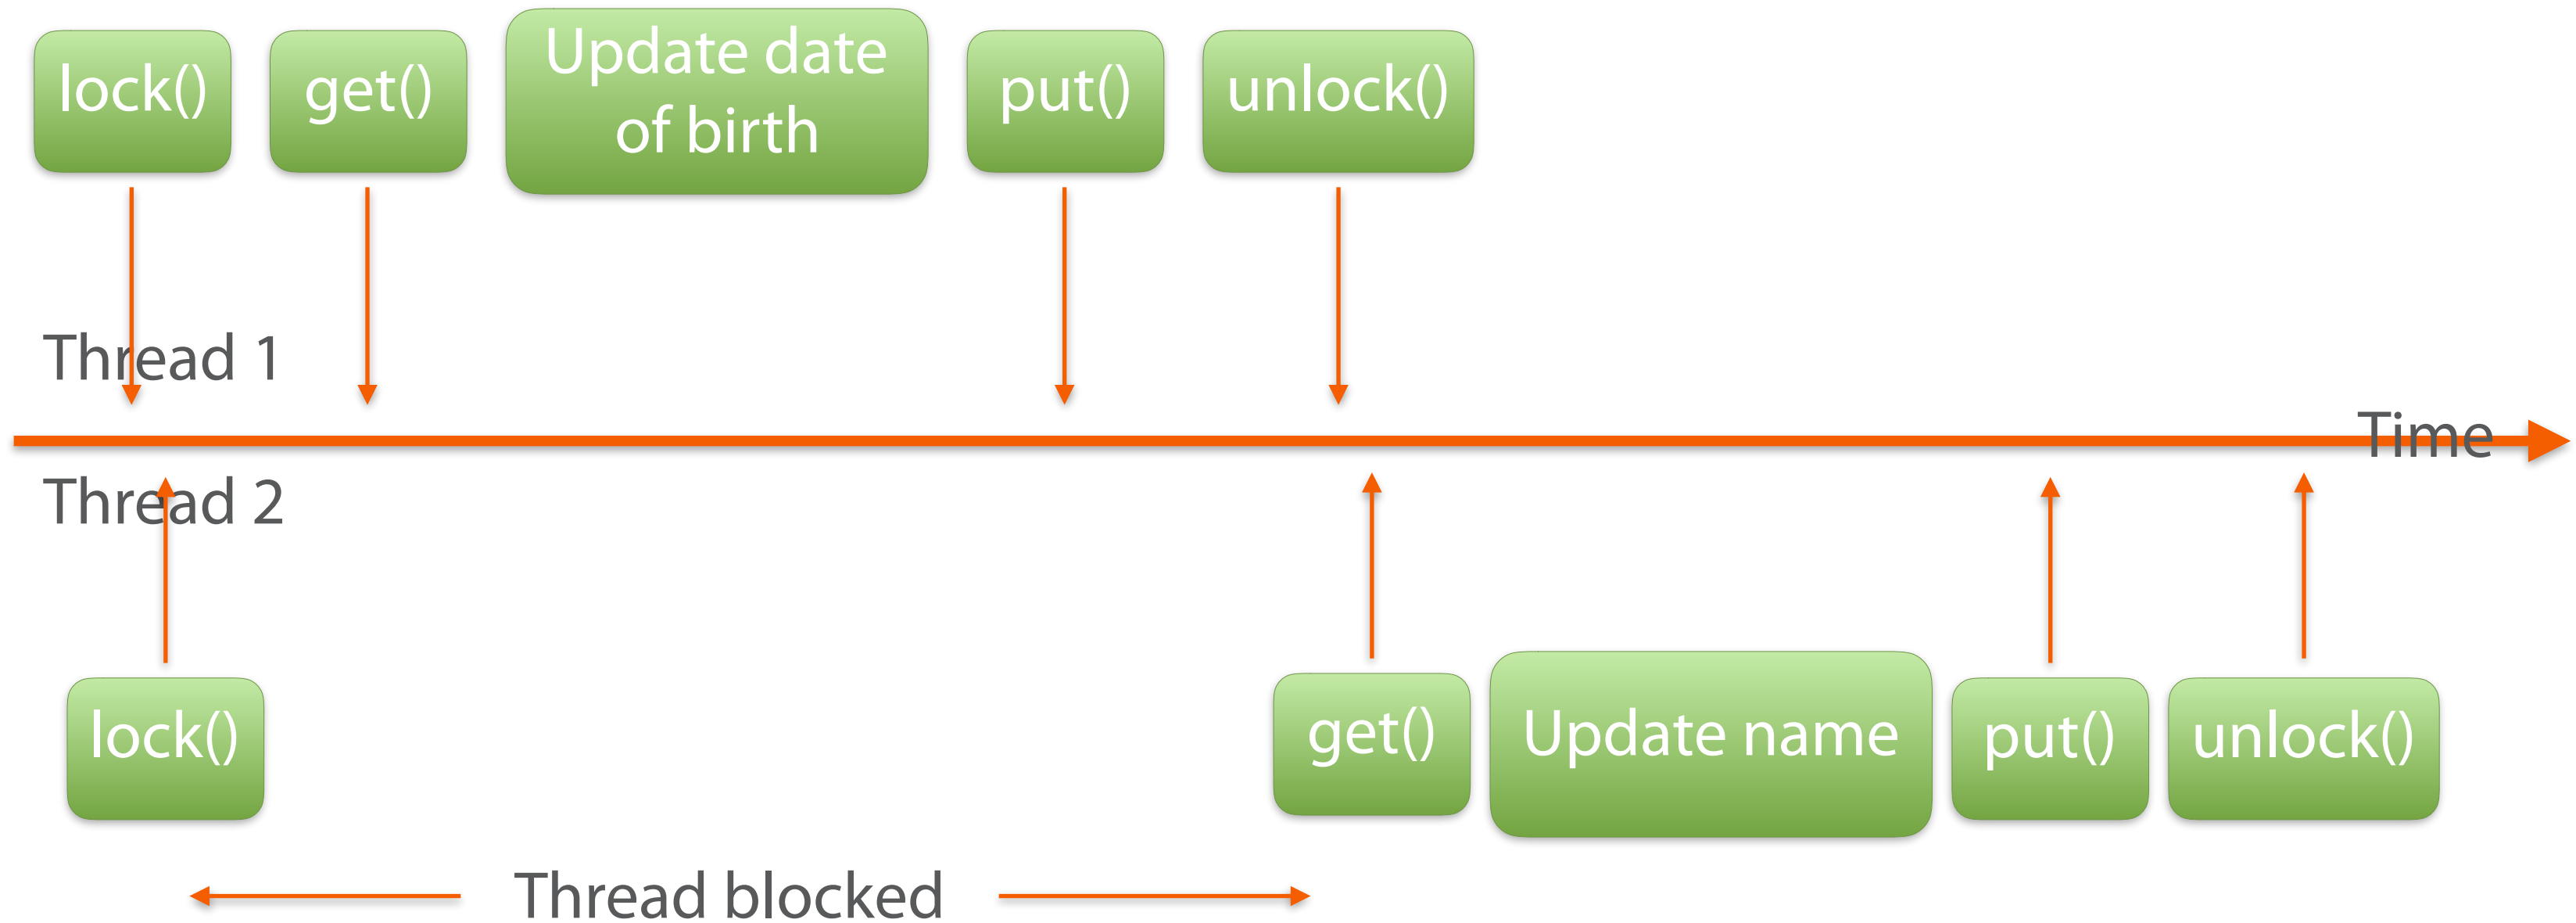 lock()
get()
Update date
of birth
put()
unlock()
Thread 1
Time
Thread 2
lock()
get()
Update name
put()
unlock()
Thread blocked